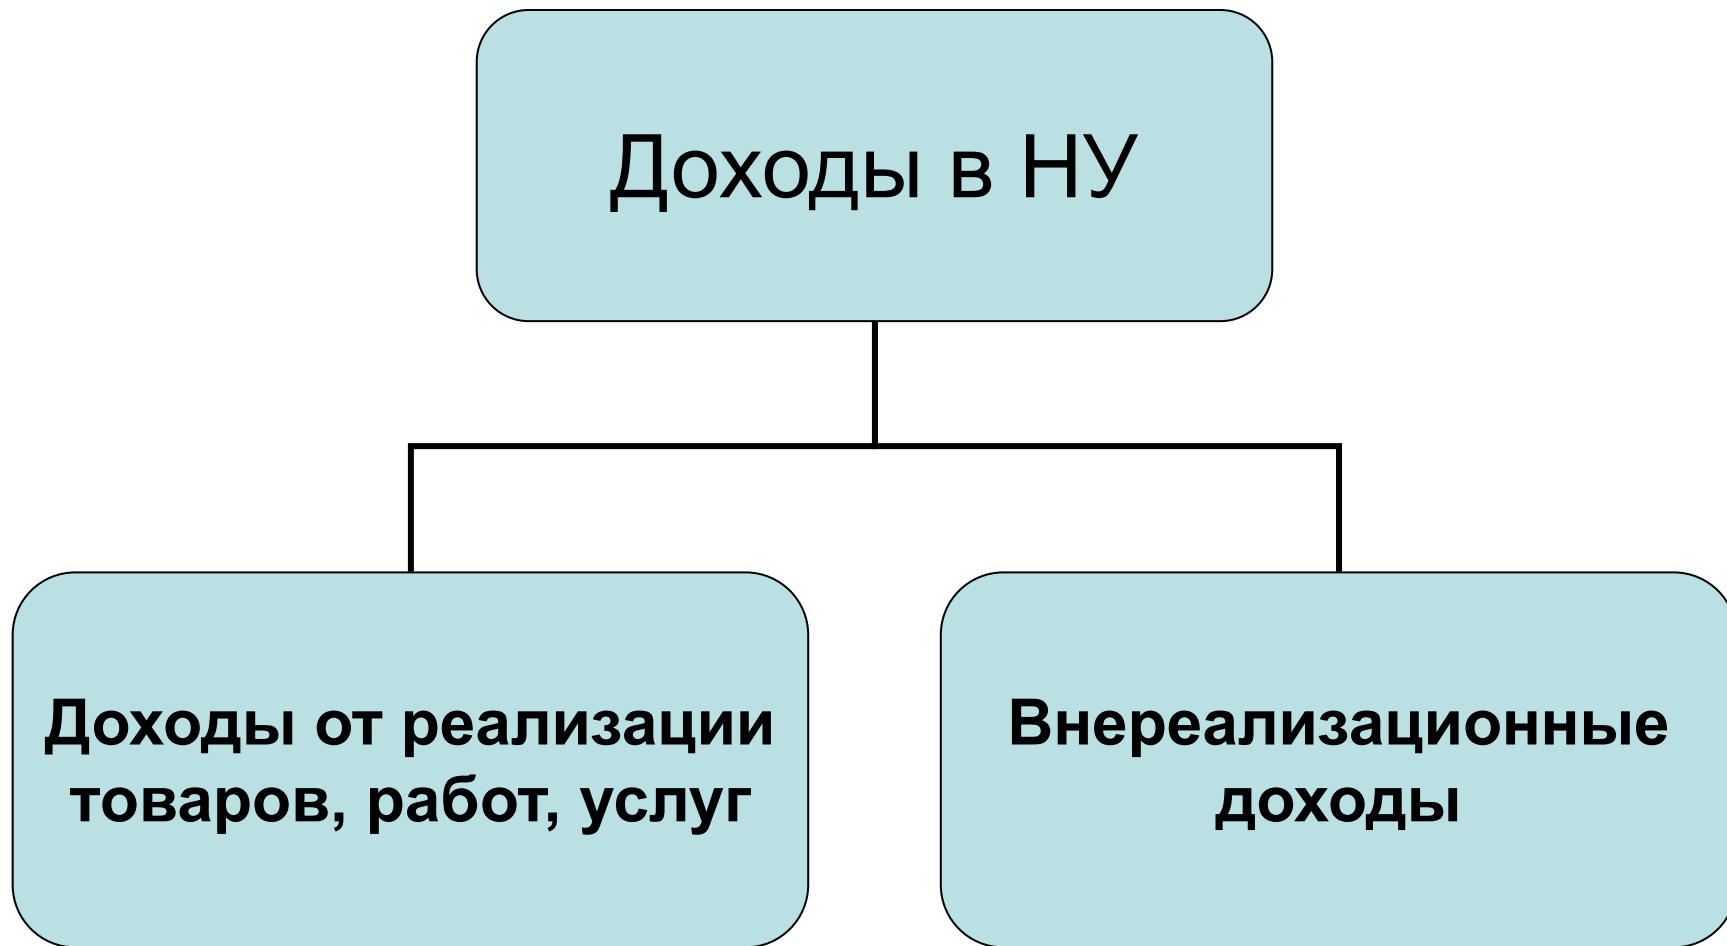 Доходы в НУ
Доходы от реализации
товаров, работ, услуг
Внереализационные
доходы